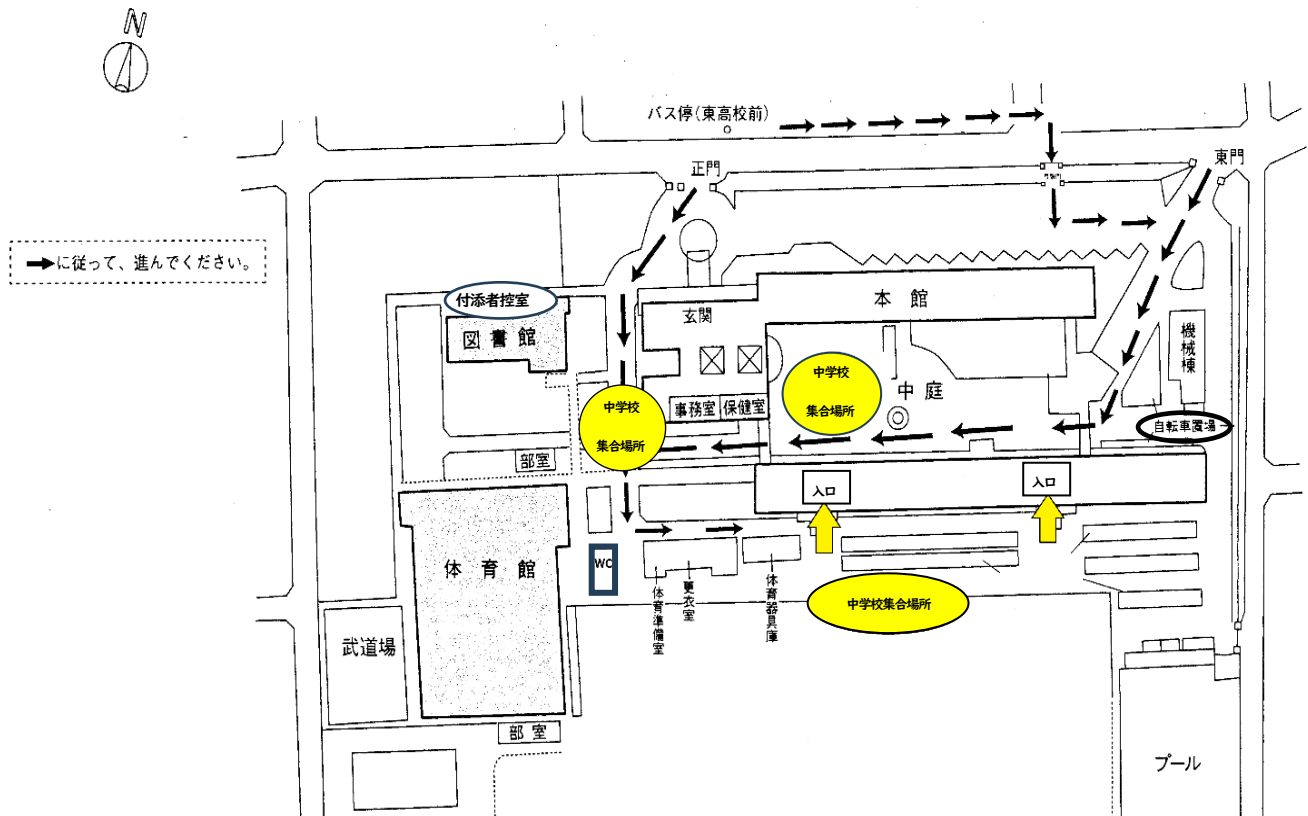 N
バス停(東高校前)
正門
東門
➡に従って、進んでください。
付添者控室
図書館
玄関
本館
機械棟
中学校
集合場所
中庭
中学校
集合場所
事務室
保健室
自転車置場
部室
入口
入口
体育館
WC
体育準備室
更衣室
体育器具庫
中学校集合場所
武道場
部室
プール